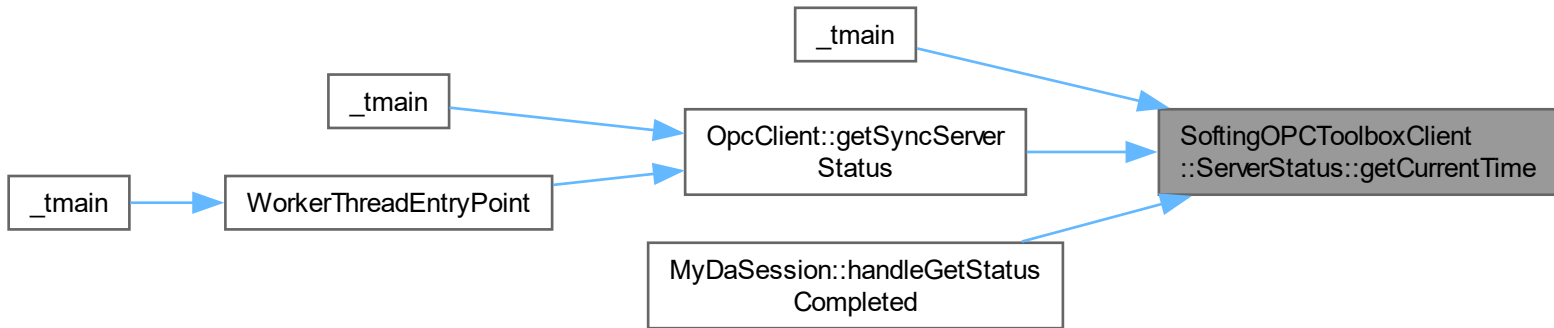 _tmain
_tmain
OpcClient::getSyncServer
Status
SoftingOPCToolboxClient
::ServerStatus::getCurrentTime
_tmain
WorkerThreadEntryPoint
MyDaSession::handleGetStatus
Completed